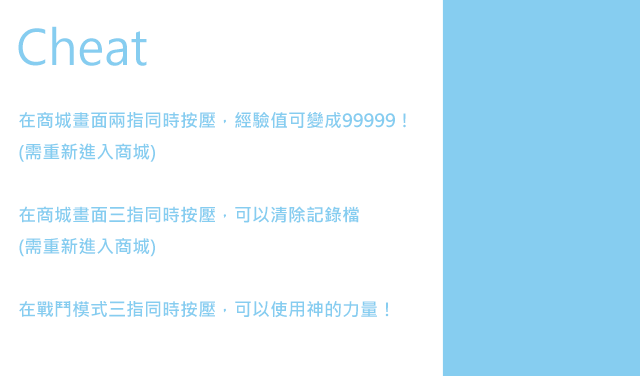 Cheat
在商城畫面兩指同時按壓，經驗值可變成99999！
(需重新進入商城)
在商城畫面三指同時按壓，可以清除記錄檔
(需重新進入商城)
在戰鬥模式三指同時按壓，可以使用神的力量！